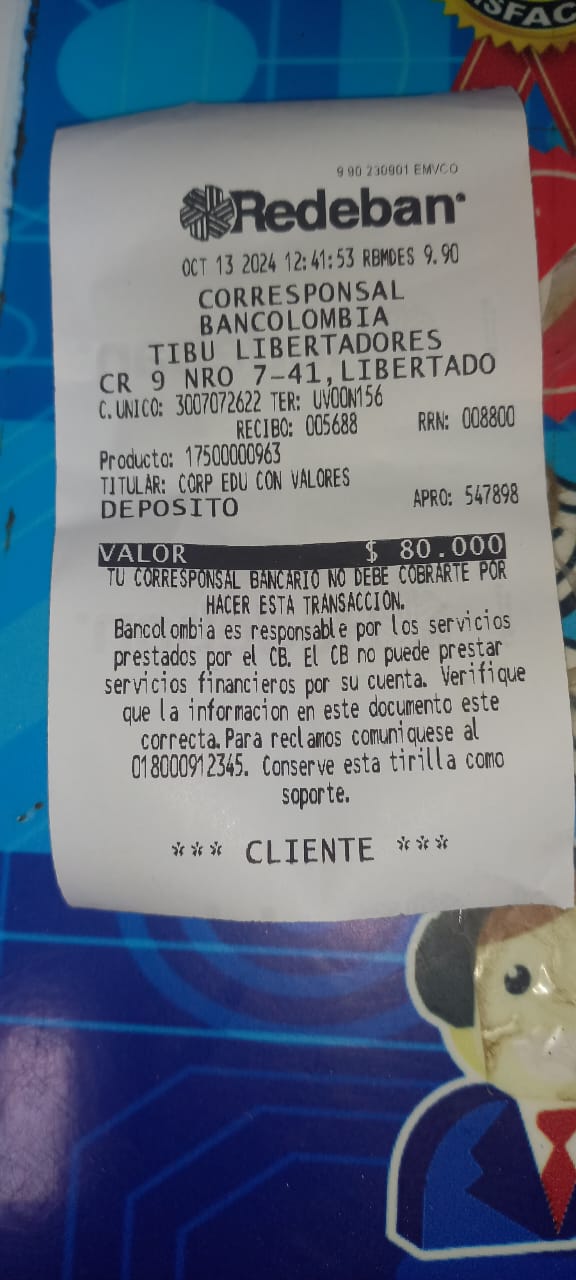 SFAC
9.90 230901 EMVCO
Redeban
OCT 13 2024 12:41:53 RBMDES 9.90
CORRESPONSAL
BANCOLOMBIA
TIBU LIBERTADORES
CR 9 NRO 7-41,LIBERTADO
C.UNICO: 3007072622 TER: UVOON156
RECIBO: 005688 RRN: 008800
Producto: 17500000963
TITULAR: CORP EDU CON VALORES
DEPOSITO APRO: 547898
VALOR $ 80.000
TU CORRESPONSAL BANCARIO NO DEBE COBRARTE POR
HACER ESTA TRANSACCION.
Bancolombia es responsable por los servicios
prestados por el CB. El CB no puede prestar
servicios financieros por su cuenta. Verifique
que la informacion en este documento este
correcta.Para reclamos comuniquese al
018000912345. Conserve esta tirilla como
soporte.
*** CLIENTE ***